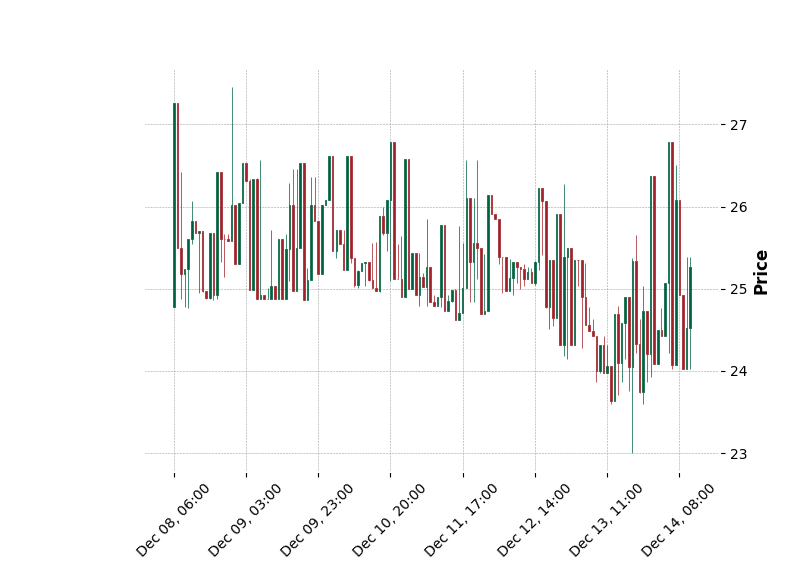 27
26
25
24
23
Price
Dec 08, 06:00
Dec 09, 03:00
Dec 09, 23:00
Dec 10, 20:00
Dec 11, 17:00
Dec 12, 14:00
Dec 13, 11:00
Dec 14, 08:00